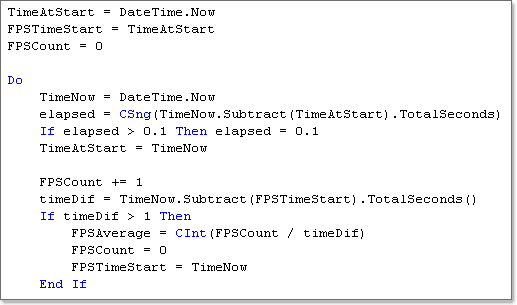 TimeAtStart = DateTime.Now
FPSTimeStart = TimeAtStart
FPSCount = 0
Do
TimeNow = DateTime.Now
elapsed = CSng(TimeNow.Subtract(TimeAtStart).TotalSeconds)
If elapsed > 0.1 Then elapsed = 0.1
TimeAtStart = TimeNow
FPSCount += 1
timeDif = TimeNow.Subtract(FPSTimeStart).TotalSeconds()
If timeDif > 1 Then
FPSAverage = CInt(FPSCount / timeDif)
FPSCount = 0
FPSTimeStart = TimeNow
End If